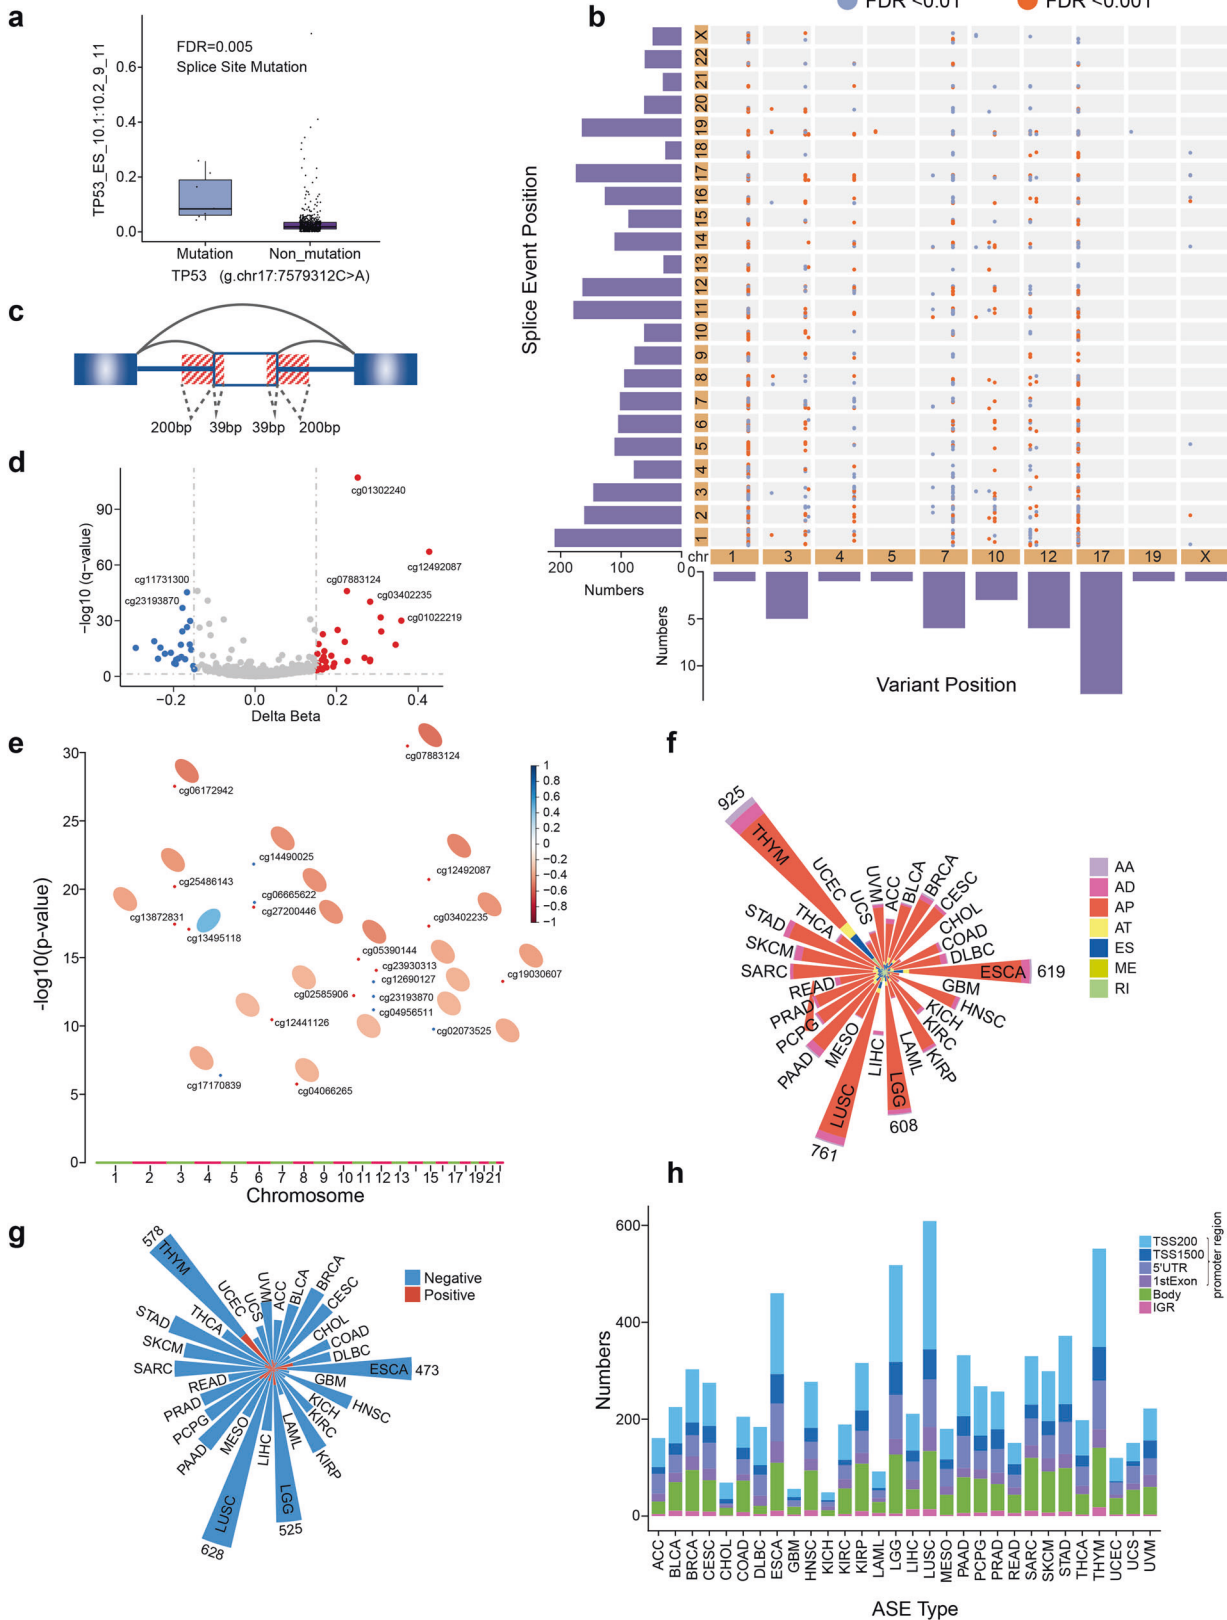 a
FDR=0.005
Splice Site Mutation
TP53_ES_10.1:10.2_9_11
0.6
0.4
0.2
0.0
Mutation
Non_mutation
TP53 (g.chr17:7579312C>A)
b
FDR <0.01
FDR <0.001
Splice Event Position
X
22
21
20
19
18
17
16
15
14
13
12
11
10
9
8
7
6
5
4
3
2
1
chr
1
3
4
5
7
10
12
17
19
X
200
100
0
Numbers
0
5
10
Numbers
Variant Position
c
200bp
39bp
39bp
200bp
d
−log10 (q−value)
90
60
30
0
cg01302240
cg12492087
cg11731300
cg07883124
cg23193870
cg03402235
cg01022219
−0.2
0.0
0.2
0.4
Delta Beta
e
-log10(p-value)
30
25
20
15
10
5
0
cg07883124
cg06172942
cg14490025
cg12492087
cg25486143
cg06665622
cg27200446
cg13872831
cg13495118
cg03402235
cg05390144
cg23930313
cg12690127
cg19030607
cg02585906
cg23193870
cg04956511
cg12441126
cg02073525
cg17170839
cg04066265
1
0.8
0.6
0.4
0.2
0
−0.2
−0.4
−0.6
−0.8
−1
1
2
3
4
5
6
7
8
9
10
11
12
13
15
17
19
21
Chromosome
f
925
THYM
UCEC
UCS
UVM
ACC
BLCA
BRCA
CESC
CHOL
COAD
DLBC
ESCA
619
GBM
HNSC
KICH
KIRC
KIRP
LAML
LGG
608
LIHC
LUSC
761
MESO
PAAD
PCPG
PRAD
READ
SARC
SKCM
STAD
THCA
AA
AD
AP
AT
ES
ME
RI
g
578
THYM
UCEC
UCS
UVM
ACC
BLCA
BRCA
CESC
CHOL
COAD
DLBC
ESCA
473
GBM
HNSC
KICH
KIRC
KIRP
LAML
LGG
525
LIHC
LUSC
628
MESO
PAAD
PCPG
PRAD
READ
SARC
SKCM
STAD
THCA
Negative
Positive
h
Numbers
600
400
200
0
TSS200
TSS1500
5'UTR
1stExon
Body
IGR
promoter region
ACC
BLCA
BRCA
CESC
CHOL
COAD
DLBC
ESCA
GBM
HNSC
KICH
KIRC
KIRP
LAML
LGG
LIHC
LUSC
MESO
PAAD
PCPG
PRAD
READ
SARC
SKCM
STAD
THCA
THYM
UCEC
UCS
UVM
ASE Type